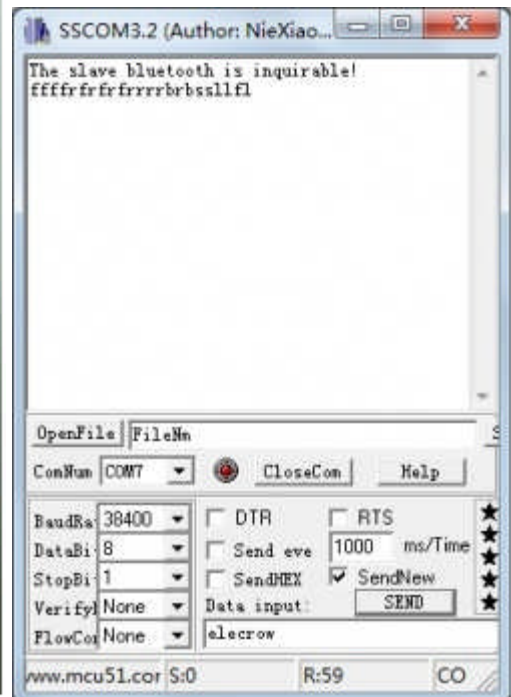 SSCOM3.2 (Author: NieXiao...
The slave bluetooth is inquirable!
ffffrfrfrfrrrrbrbssllfl
OpenFile FileNm S
ComNum COM7 CloseCom Help
BaudRa 38400 DTR RTS
DataBi 8 Send eve 1000 ms/Time
StopBi 1 SendHEX SendNew
VerifyB None Data input: SEND
FlowCo None elecrow
www.mcu51.cor S:0 R:59 CO